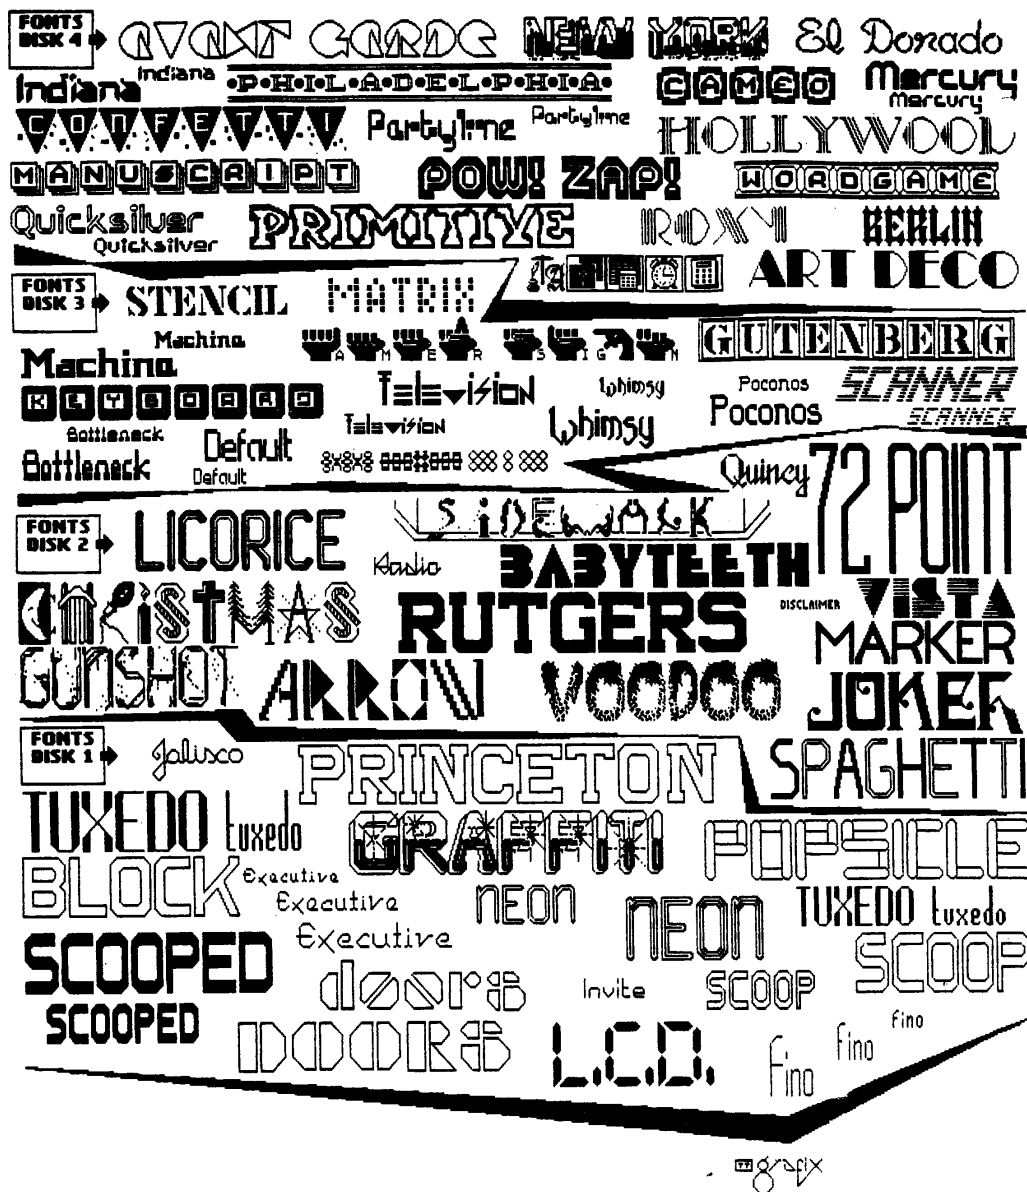 FONTS DISK 4 AVANT GARDE NEW YORK El Dorado
Indiana Indiana PHILADELPHIA CAMEO Mercury Mercury
CONFETTI Partyline Partyline HOLLYWOOD
MANUSCRIPT POW! ZAP! WORDGAME
Quicksilver Quicksilver PRIMITIVE ROXY BERLIN
ART DECO
FONTS DISK 3 STENCIL MATRIX
Machina Machina AMER SIGN GUTENBERG
KEYBOARD Television Whimsy Poconos SCANNER
Bottleneck Default Television Whimsy Poconos SCANNER
Bottleneck Default Quincy 72 POINT
FONTS DISK 2 LICORICE SIDEWALK
Radio BABYTEETH
CHRISTMAS RUTGERS DISCLAIMER VISTA
MARKER
GUNSHOT ARROW VOODOO JOKER
FONTS DISK 1 Jalisco PRINCETON SPAGHETTI
TUXEDO tuxedo GRAFFITI POPSICLE
BLOCK Executive Executive NEON NEON TUXEDO tuxedo
SCOOPED Executive SCOOP
doors Invite SCOOP
SCOOPED DOORS L.C.D. fino fino fino
grafix